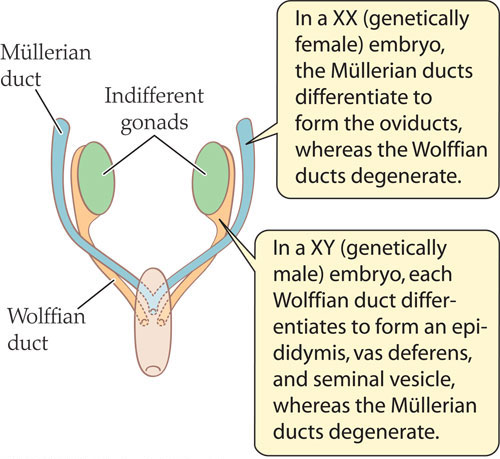 Müllerian
duct
Indifferent
gonads
Wolffian
duct
In a XX (genetically
female) embryo,
the Müllerian ducts
differentiate to
form the oviducts,
whereas the Wolffian
ducts degenerate.
In a XY (genetically
male) embryo, each
Wolffian duct differ-
entiates to form an epi-
didymis, vas deferens,
and seminal vesicle,
whereas the Müllerian
ducts degenerate.